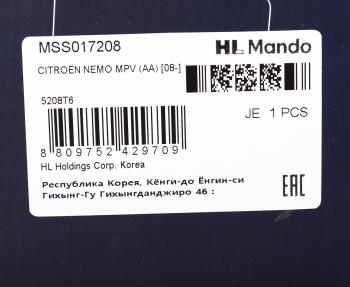 MSS017208
HL Mando
CITROËN NEMO MPV (AA) [08-]
5208T6
JE 1 PCS
8 809752 429709
HL Holdings Corp. Korea
Республика Корея, Кёнги-до Ёнгин-си
Гихынг-Гу Гихынгданджиро 46 :
EAC